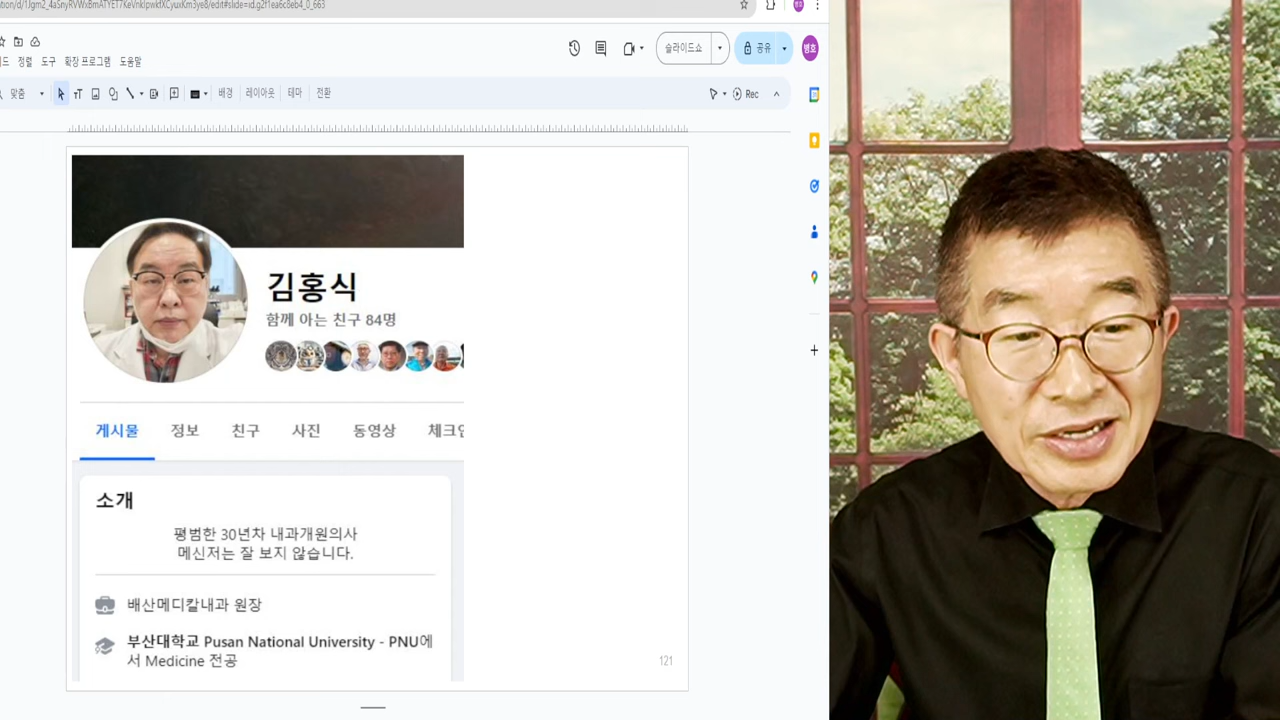 정렬 도구 확장 프로그램 도움말
슬라이드쇼
공유
병호
맞춤
배경 레이아웃 테마 전환
Rec
김홍식
함께 아는 친구 84명
게시물 정보 친구 사진 동영상
소개
평범한 30년차 내과개원의사
메신저는 잘 보지 않습니다.
배산메디칼내과 원장
부산대학교 Pusan National University - PNU에
서 Medicine 전공
121